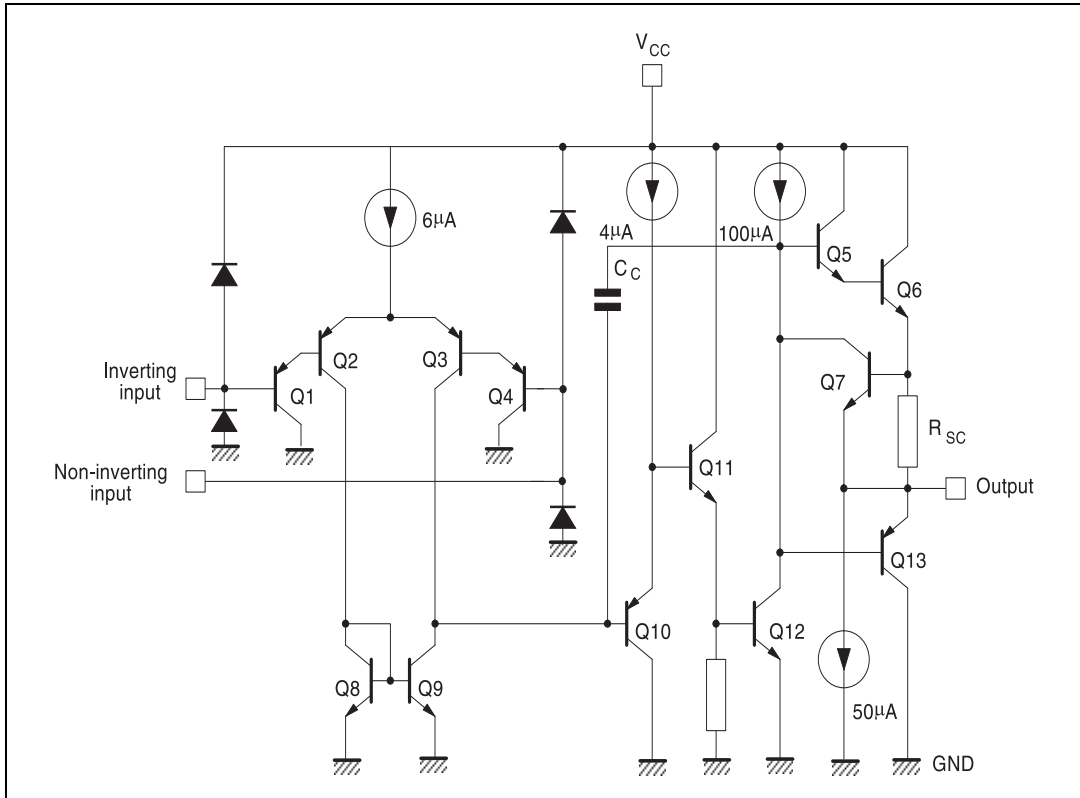 VCC
6µA
4µA
100µA
CC
Q5
Q6
Inverting
input
Q1
Q2
Q3
Q4
Q7
RSC
Non-inverting
input
Q11
Output
Q13
Q10
Q12
Q8
Q9
50µA
GND